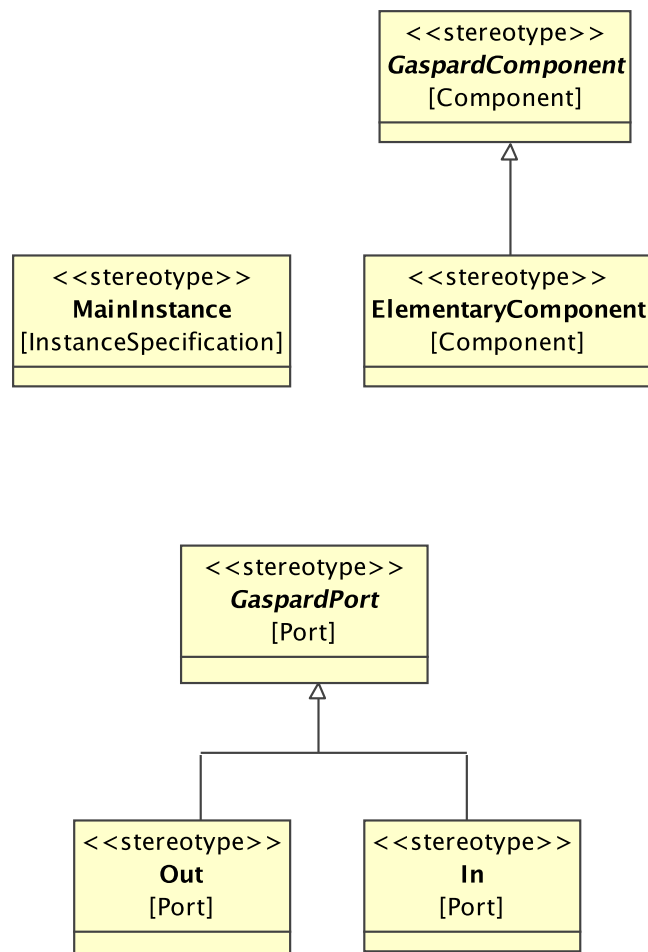 <<stereotype>>
GaspardComponent
[Component]
<<stereotype>>
MainInstance
[InstanceSpecification]
<<stereotype>>
ElementaryComponent
[Component]
<<stereotype>>
GaspardPort
[Port]
<<stereotype>>
Out
[Port]
<<stereotype>>
In
[Port]